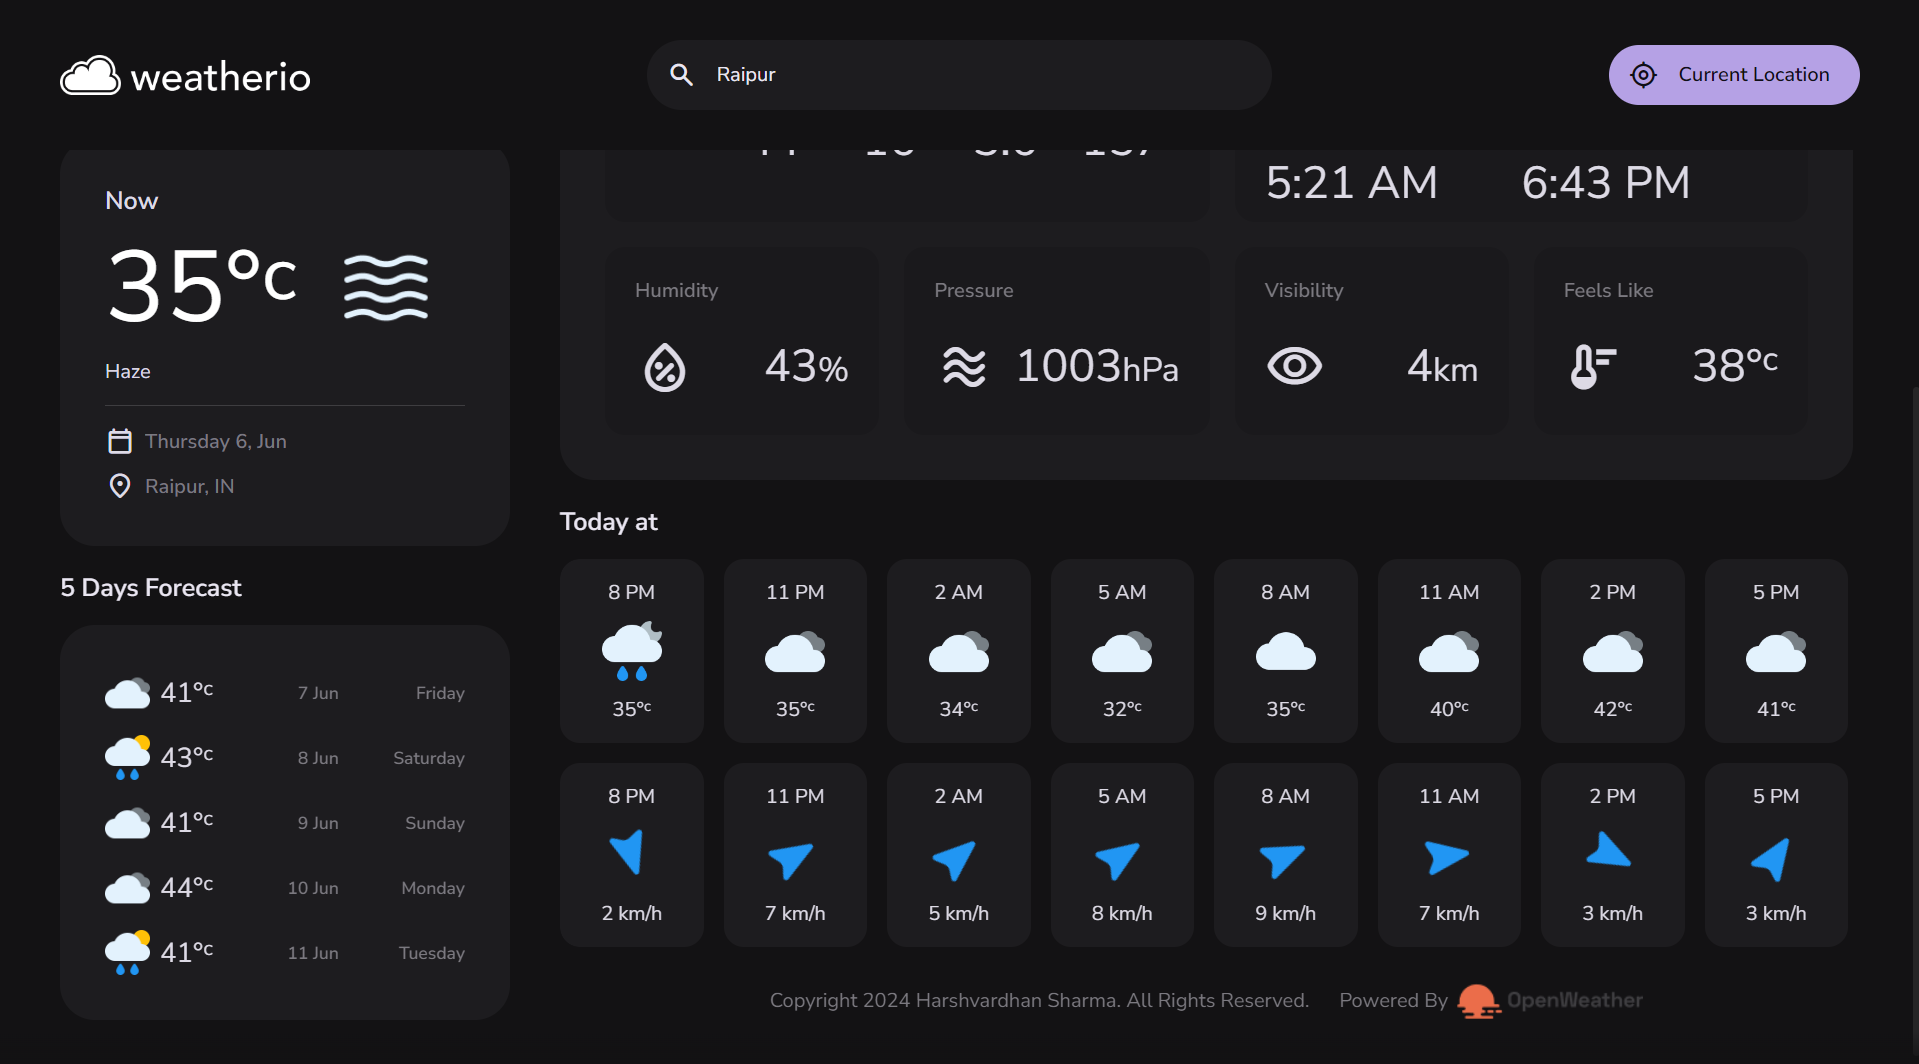 weatherio
Raipur
Current Location
Now
35°c
Haze
Thursday 6, Jun
Raipur, IN
5 Days Forecast
41°c 7 Jun Friday
43°c 8 Jun Saturday
41°c 9 Jun Sunday
44°c 10 Jun Monday
41°c 11 Jun Tuesday
5:21 AM 6:43 PM
Humidity
43%
Pressure
1003hPa
Visibility
4km
Feels Like
38°c
Today at
8 PM 11 PM 2 AM 5 AM 8 AM 11 AM 2 PM 5 PM
35°c 35°c 34°c 32°c 35°c 40°c 42°c 41°c
8 PM 11 PM 2 AM 5 AM 8 AM 11 AM 2 PM 5 PM
2 km/h 7 km/h 5 km/h 8 km/h 9 km/h 7 km/h 3 km/h 3 km/h
Copyright 2024 Harshvardhan Sharma. All Rights Reserved. Powered By OpenWeather